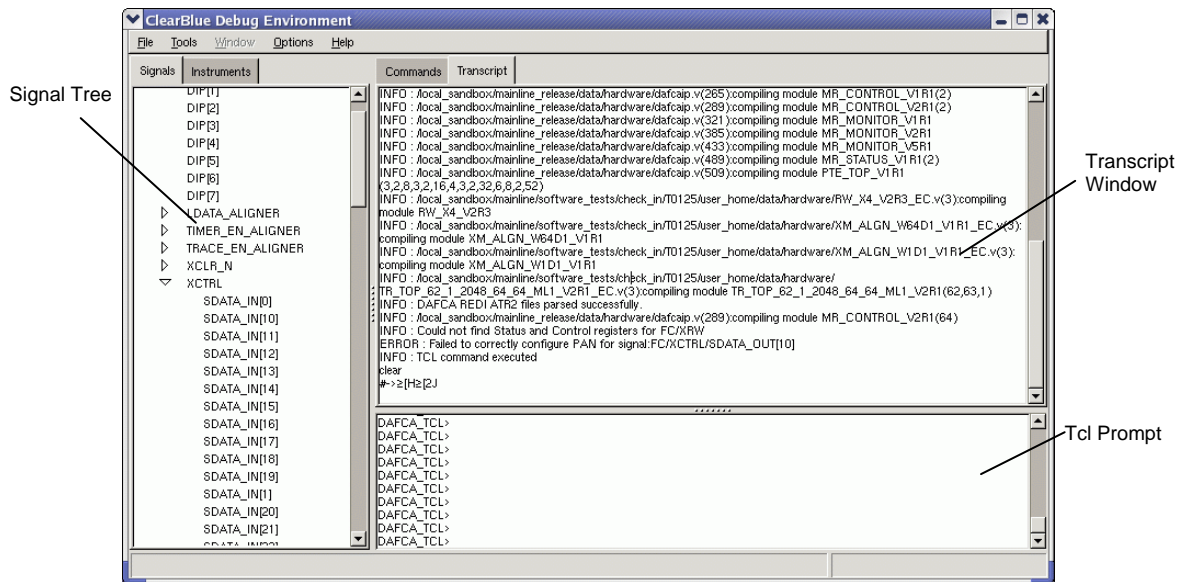 ClearBlue Debug Environment
File Tools Window Options Help
Signals Instruments
Commands Transcript
Signal Tree
DIP[1]
DIP[2]
DIP[3]
DIP[4]
DIP[5]
DIP[6]
DIP[7]
LDATA_ALIGNER
TIMER_EN_ALIGNER
TRACE_EN_ALIGNER
XCLR_N
XCTRL
SDATA_IN[0]
SDATA_IN[10]
SDATA_IN[11]
SDATA_IN[12]
SDATA_IN[13]
SDATA_IN[14]
SDATA_IN[15]
SDATA_IN[16]
SDATA_IN[17]
SDATA_IN[18]
SDATA_IN[19]
SDATA_IN[1]
SDATA_IN[20]
SDATA_IN[21]
SDATA_IN[22]
INFO : /local_sandbox/mainline_release/data/hardware/dafcaip.v(265):compiling module MR_CONTROL_V1R1(2)
INFO : /local_sandbox/mainline_release/data/hardware/dafcaip.v(289):compiling module MR_CONTROL_V2R1(2)
INFO : /local_sandbox/mainline_release/data/hardware/dafcaip.v(321):compiling module MR_MONITOR_V1R1
INFO : /local_sandbox/mainline_release/data/hardware/dafcaip.v(385):compiling module MR_MONITOR_V2R1
INFO : /local_sandbox/mainline_release/data/hardware/dafcaip.v(433):compiling module MR_MONITOR_V5R1
INFO : /local_sandbox/mainline_release/data/hardware/dafcaip.v(489):compiling module MR_STATUS_V1R1(2)
INFO : /local_sandbox/mainline_release/data/hardware/dafcaip.v(509):compiling module PTE_TOP_V1R1
(3,2,8,3,2,16,4,3,2,32,6,8,2,52)
INFO : /local_sandbox/mainline/software_tests/check_in/T0125/user_home/data/hardware/RW_X4_V2R3_EC.v(3):compiling
module RW_X4_V2R3
INFO : /local_sandbox/mainline/software_tests/check_in/T0125/user_home/data/hardware/XM_ALGN_W64D1_V1R1_EC.v(3):
compiling module XM_ALGN_W64D1_V1R1
INFO : /local_sandbox/mainline/software_tests/check_in/T0125/user_home/data/hardware/XM_ALGN_W1D1_V1R1_EC.v(3):
compiling module XM_ALGN_W1D1_V1R1
INFO : /local_sandbox/mainline/software_tests/check_in/T0125/user_home/data/hardware/
TR_TOP_62_1_2048_64_64_ML1_V2R1_EC.v(3):compiling module TR_TOP_62_1_2048_64_64_ML1_V2R1(62,63,1)
INFO : DAFCA REDI ATR2 files parsed successfully.
INFO : /local_sandbox/mainline_release/data/hardware/dafcaip.v(289):compiling module MR_CONTROL_V2R1(64)
INFO : Could not find Status and Control registers for FC/XRW
ERROR : Failed to correctly configure PAN for signal:FC/XCTRL/SDATA_OUT[10]
INFO : TCL command executed
clear
#->≥[H≥[2J
Transcript
Window
DAFCA_TCL>
DAFCA_TCL>
DAFCA_TCL>
DAFCA_TCL>
DAFCA_TCL>
DAFCA_TCL>
DAFCA_TCL>
DAFCA_TCL>
DAFCA_TCL>
DAFCA_TCL>
Tcl Prompt